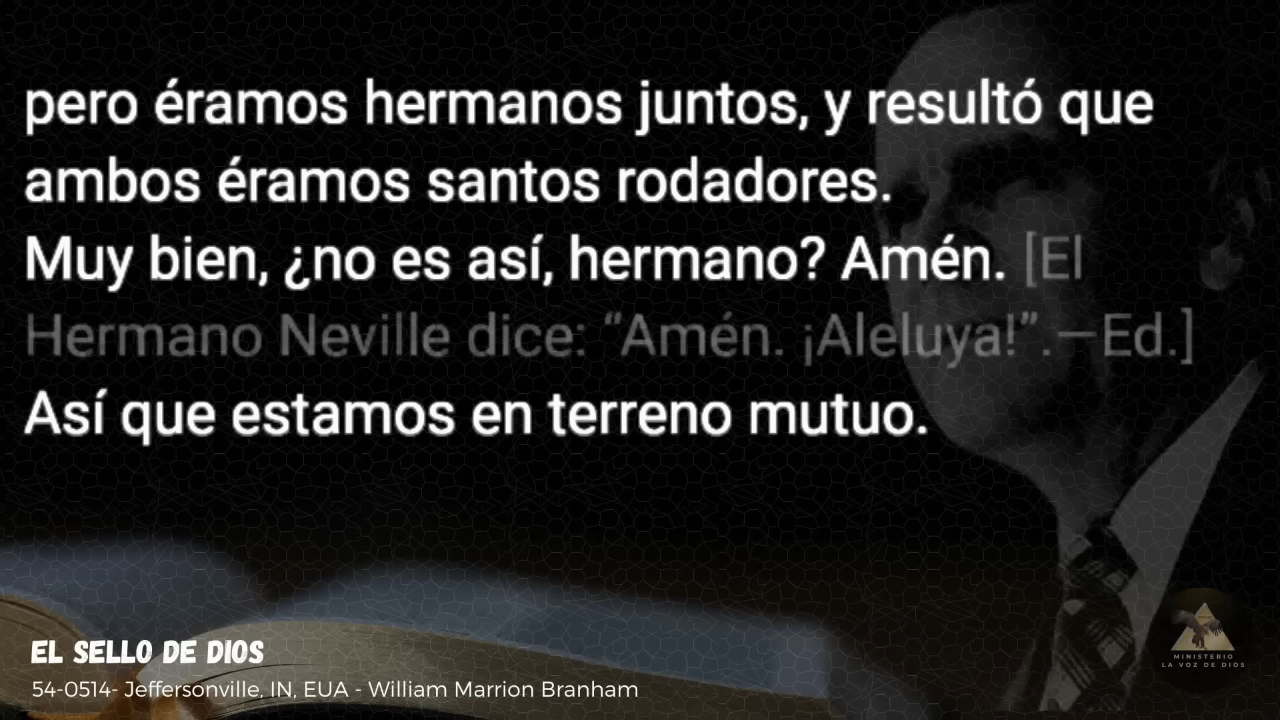 pero éramos hermanos juntos, y resultó que
ambos éramos santos rodadores.
Muy bien, ¿no es así, hermano? Amén. [El
Hermano Neville dice: “Amén. ¡Aleluya!”.—Ed.]
Así que estamos en terreno mutuo.
EL SELLO DE DIOS
54-0514- Jeffersonville, IN, EUA - William Marrion Branham
MINISTERIO
LA VOZ DE DIOS